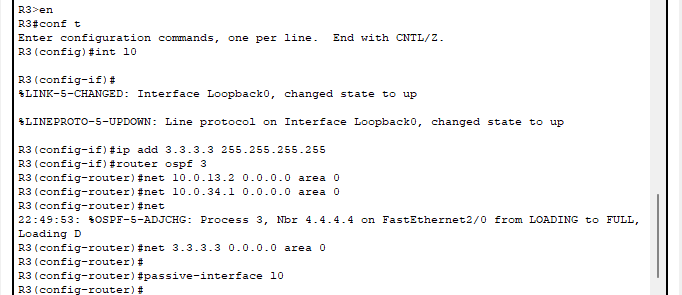 R3>en
R3#conf t
Enter configuration commands, one per line.  End with CNTL/Z.
R3(config)#int l0
R3(config-if)#
%LINK-5-CHANGED: Interface Loopback0, changed state to up
%LINEPROTO-5-UPDOWN: Line protocol on Interface Loopback0, changed state to up
R3(config-if)#ip add 3.3.3.3 255.255.255.255
R3(config-if)#router ospf 3
R3(config-router)#net 10.0.13.2 0.0.0.0 area 0
R3(config-router)#net 10.0.34.1 0.0.0.0 area 0
R3(config-router)#net
22:49:53: %OSPF-5-ADJCHG: Process 3, Nbr 4.4.4.4 on FastEthernet2/0 from LOADING to FULL,
Loading D
R3(config-router)#net 3.3.3.3 0.0.0.0 area 0
R3(config-router)#
R3(config-router)#passive-interface l0
R3(config-router)#